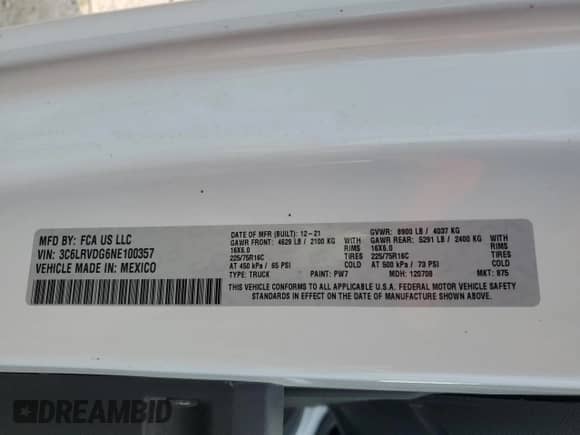 MFD BY: FCA US LLC
VIN: 3C6LRVDG6NE100357
VEHICLE MADE IN: MEXICO
DATE OF MFR (BUILT): 12-21
GAWR FRONT: 4629 LB / 2100 KG WITH
16X6.0 RIMS
225/75R16C TIRES
AT 450 kPa / 65 PSI COLD
TYPE: TRUCK PAINT: PW7
GVWR: 8900 LB / 4037 KG
GAWR REAR: 5291 LB / 2400 KG WITH
16X6.0 RIMS
225/75R16C TIRES
AT 500 kPa / 73 PSI COLD
MDH: 120708 MKT: 875
THIS VEHICLE CONFORMS TO ALL APPLICABLE U.S.A. FEDERAL MOTOR VEHICLE SAFETY
STANDARDS IN EFFECT ON THE DATE OF MANUFACTURE SHOWN ABOVE.
DREAMBID